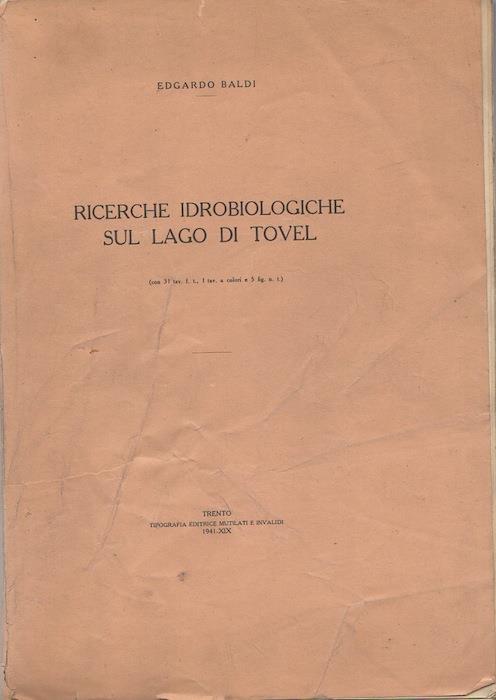 EDGARDO BALDI
RICERCHE IDROBIOLOGICHE
SUL LAGO DI TOVEL
(con 31 tav. f. t., 1 tav. a colori e 5 fig. n. t.)
TRENTO
TIPOGRAFIA EDITRICE MUTILATI E INVALIDI
1941-XIX